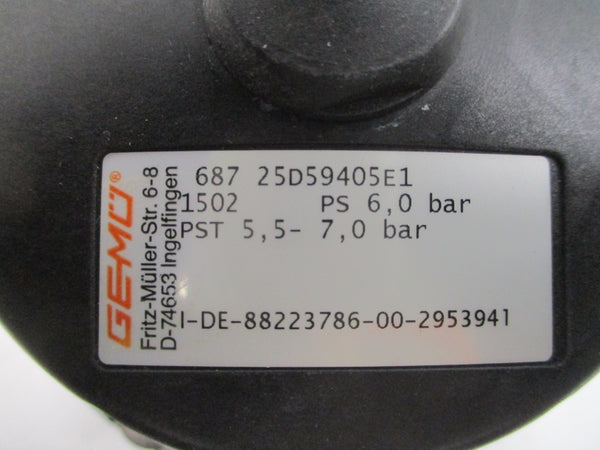 GEMÜ®
Fritz-Müller-Str. 6-8
D-74653 Ingelfingen
687 25D59405E1
1502 PS 6,0 bar
PST 5,5- 7,0 bar
I-DE-88223786-00-2953941